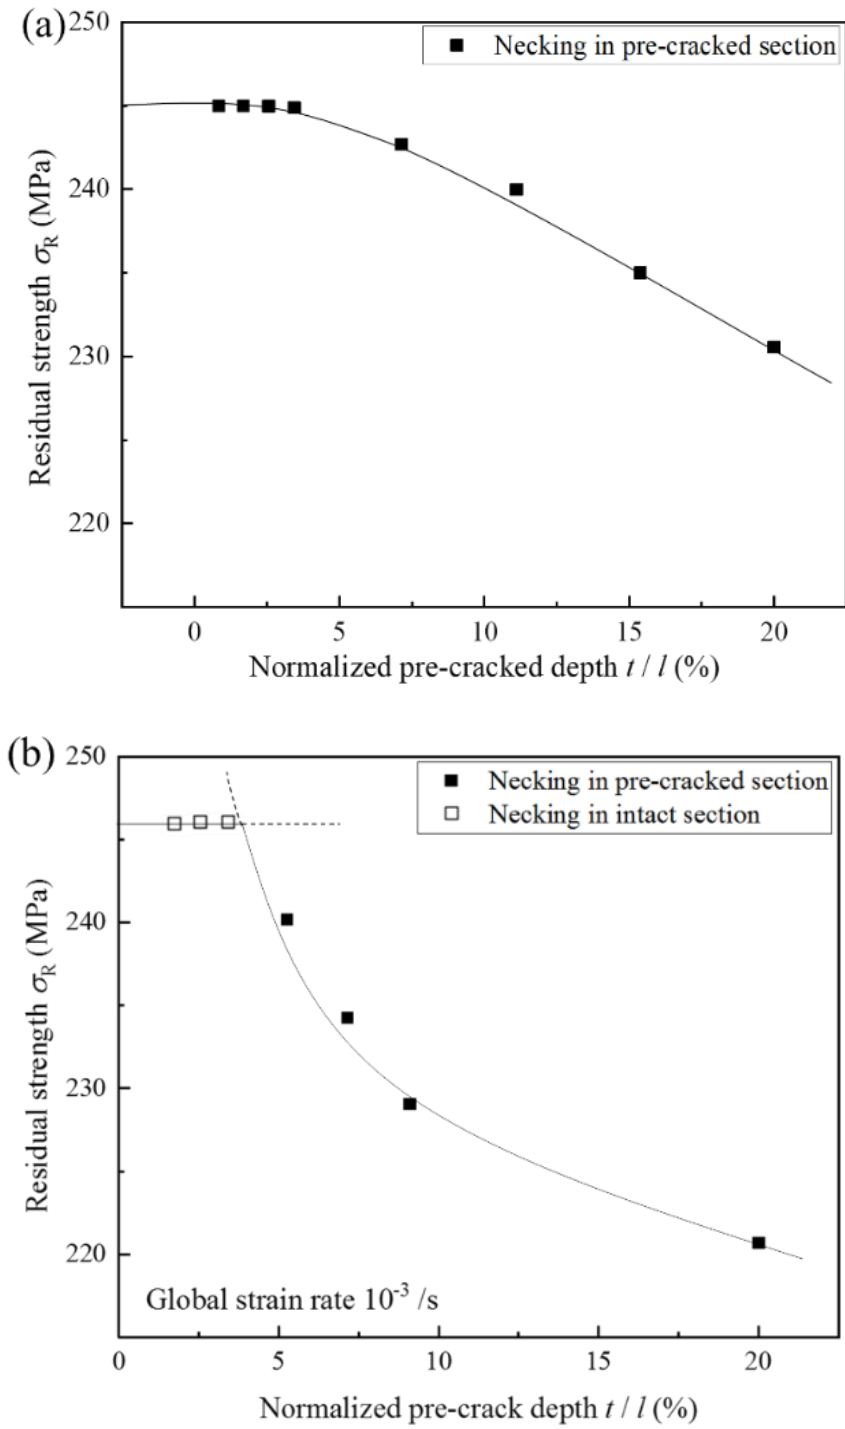 (a)
250
240
230
220
Residual strength σR (MPa)
Necking in pre-cracked section
0 5 10 15 20
Normalized pre-cracked depth t / l (%)
(b)
250
240
230
220
Residual strength σR (MPa)
Necking in pre-cracked section
Necking in intact section
Global strain rate 10-3 /s
0 5 10 15 20
Normalized pre-crack depth t / l (%)